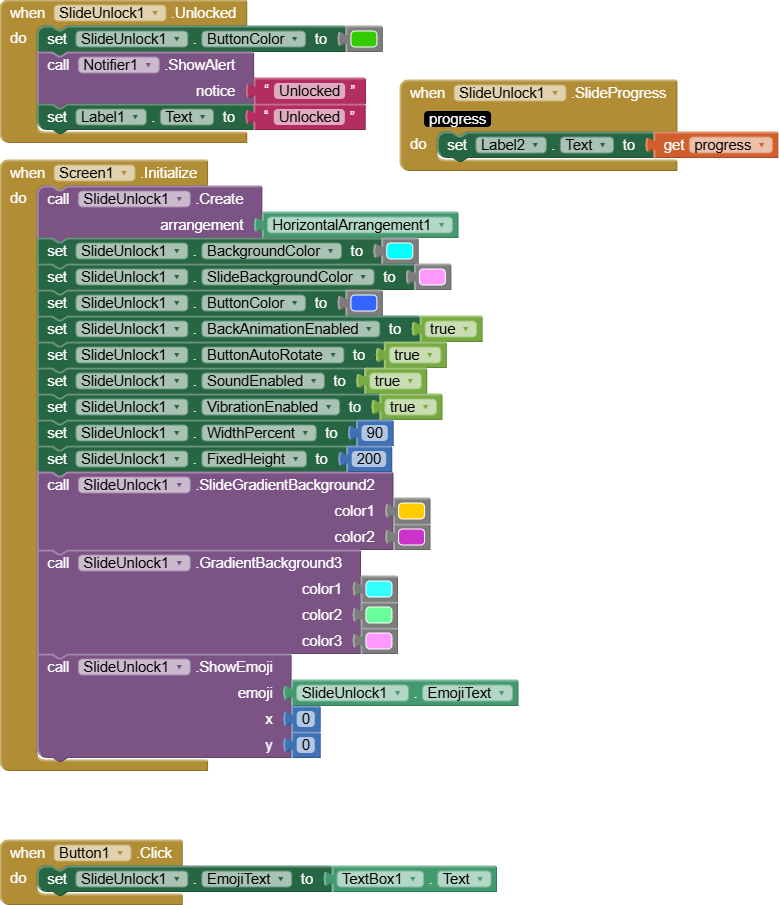 when SlideUnlock1 .Unlocked
do set SlideUnlock1 . ButtonColor to
call Notifier1 .ShowAlert
notice “ Unlocked ”
set Label1 . Text to “ Unlocked ”
when SlideUnlock1 .SlideProgress
progress
do set Label2 . Text to get progress
when Screen1 .Initialize
do call SlideUnlock1 .Create
arrangement HorizontalArrangement1
set SlideUnlock1 . BackgroundColor to
set SlideUnlock1 . SlideBackgroundColor to
set SlideUnlock1 . ButtonColor to
set SlideUnlock1 . BackAnimationEnabled to true
set SlideUnlock1 . ButtonAutoRotate to true
set SlideUnlock1 . SoundEnabled to true
set SlideUnlock1 . VibrationEnabled to true
set SlideUnlock1 . WidthPercent to 90
set SlideUnlock1 . FixedHeight to 200
call SlideUnlock1 .SlideGradientBackground2
color1
color2
call SlideUnlock1 .GradientBackground3
color1
color2
color3
call SlideUnlock1 .ShowEmoji
emoji SlideUnlock1 . EmojiText
x 0
y 0
when Button1 .Click
do set SlideUnlock1 . EmojiText to TextBox1 . Text